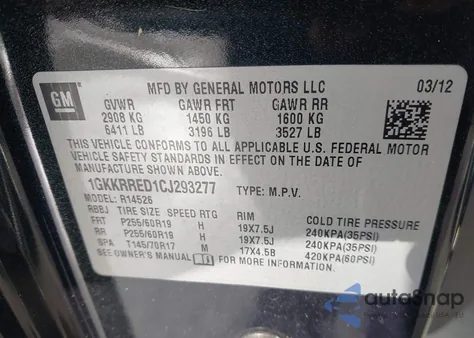 GM
MFD BY GENERAL MOTORS LLC 03/12
GVWR GAWR FRT GAWR RR
2908 KG 1450 KG 1600 KG
6411 LB 3196 LB 3527 LB
THIS VEHICLE CONFORMS TO ALL APPLICABLE U.S. FEDERAL MOTOR
VEHICLE SAFETY, BUMPER, AND THEFT PREVENTION STANDARDS IN
EFFECT ON THE DATE OF
MANUFACTURE SHOWN ABOVE.
1GKKRRED1CJ293277 TYPE: M.P.V.
MODEL: R14526
RBBJ TIRE SIZE SPEED RTG RIM COLD TIRE PRESSURE
FRT P255/60R19 H 19X7.5J 240KPA(35PSI)
RR P255/60R19 H 19X7.5J 240KPA(35PSI)
SPA T145/70R17 M 17X4.5B 420KPA(60PSI)
SEE OWNER'S MANUAL FOR MORE INFORMATION
autoSnap